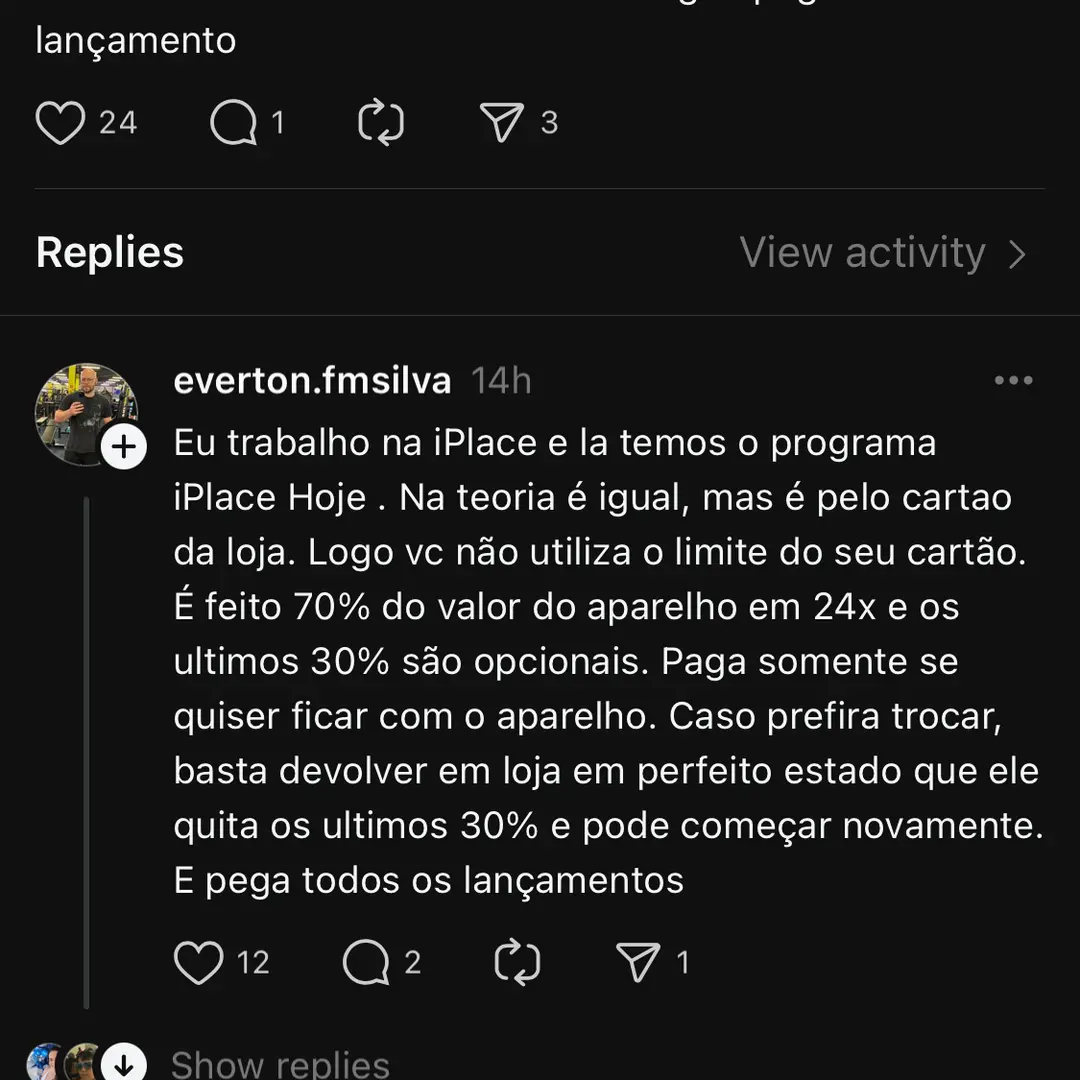 lançamento
24 1 3
Replies View activity
everton.fmsilva 14h
Eu trabalho na iPlace e la temos o programa
iPlace Hoje . Na teoria é igual, mas é pelo cartao
da loja. Logo vc não utiliza o limite do seu cartão.
É feito 70% do valor do aparelho em 24x e os
ultimos 30% são opcionais. Paga somente se
quiser ficar com o aparelho. Caso prefira trocar,
basta devolver em loja em perfeito estado que ele
quita os ultimos 30% e pode começar novamente.
E pega todos os lançamentos
12 2 1
Show replies